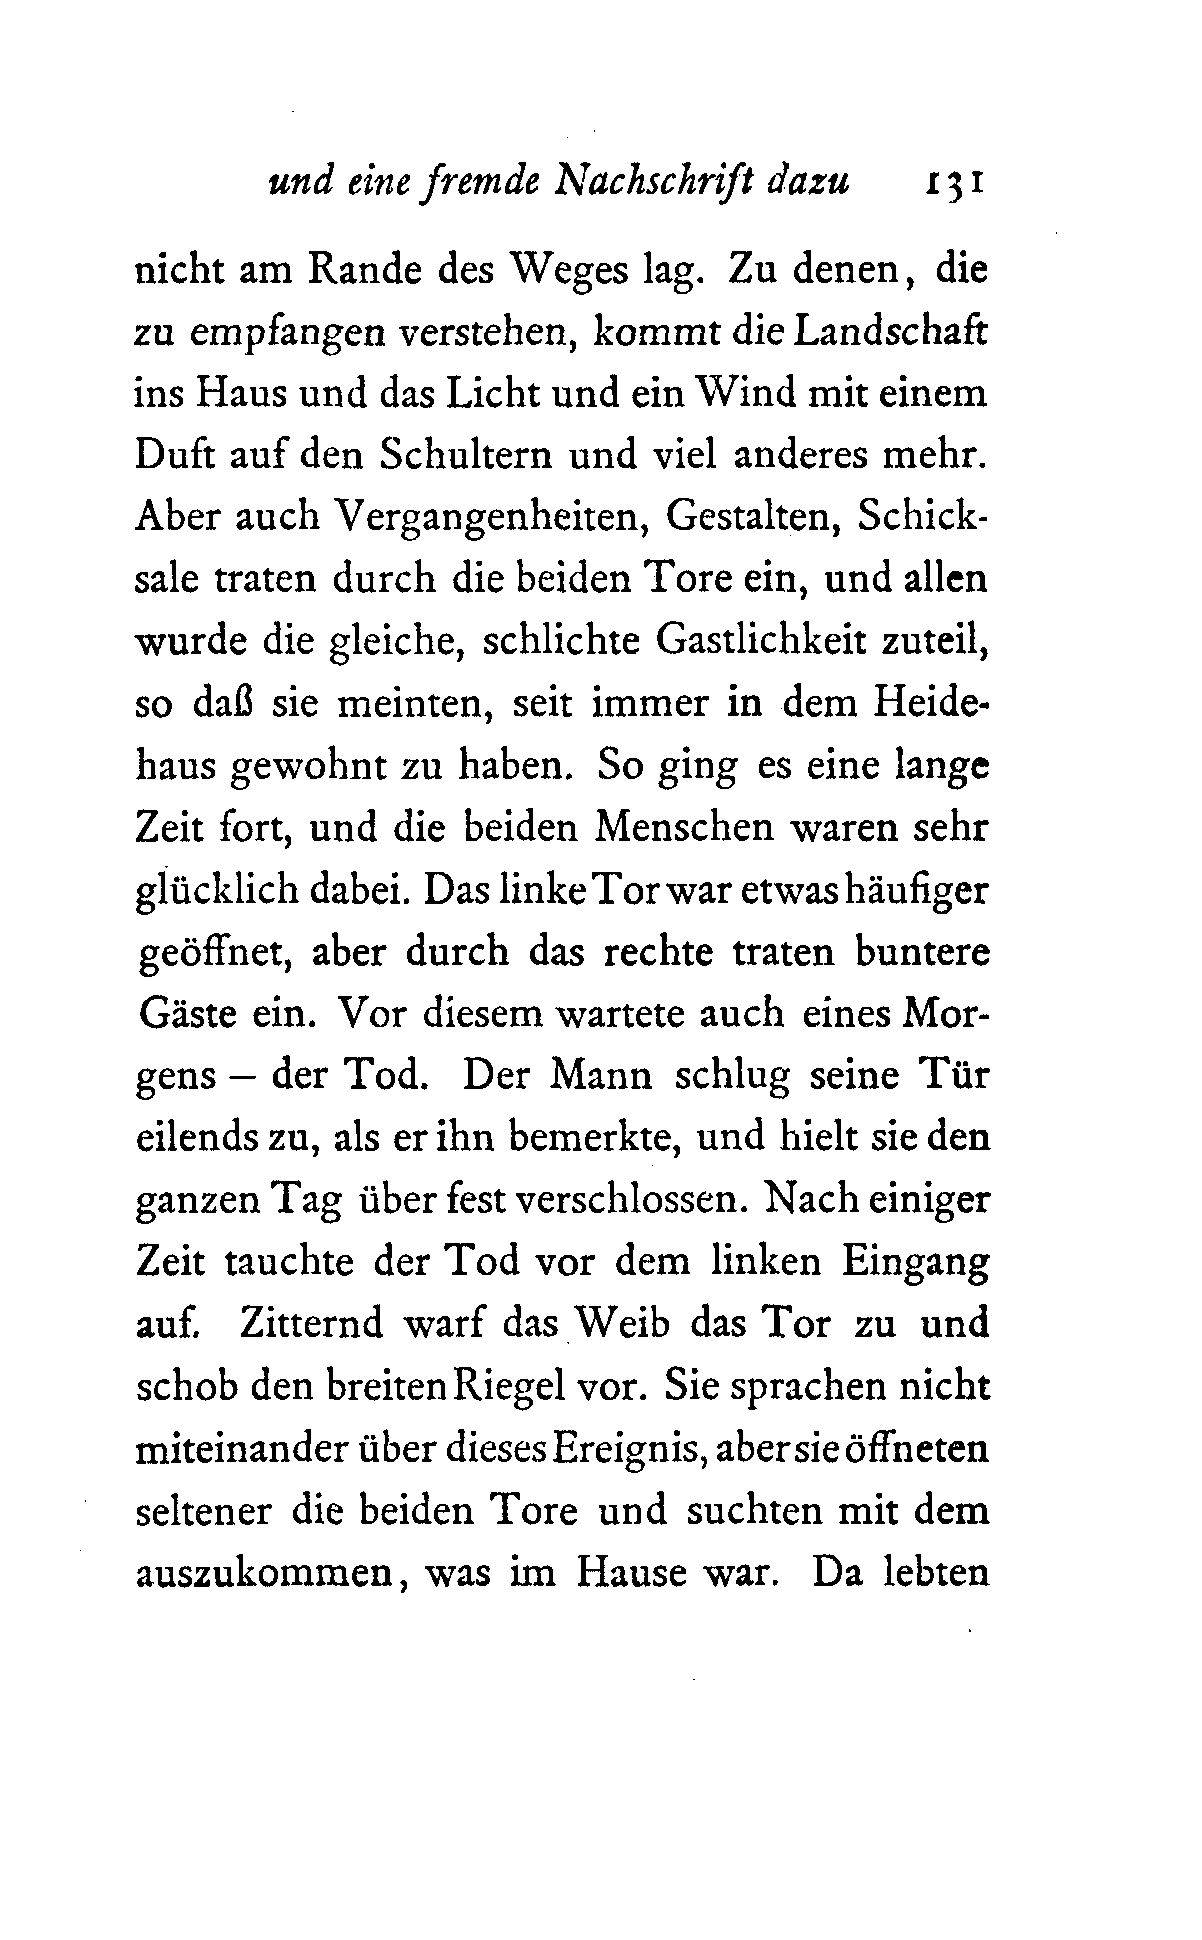 und eine fremde Nachschrift dazu 131
nicht am Rande des Weges lag. Zu denen, die
zu empfangen verstehen, kommt die Landschaft
ins Haus und das Licht und ein Wind mit einem
Duft auf den Schultern und viel anderes mehr.
Aber auch Vergangenheiten, Gestalten, Schick-
sale traten durch die beiden Tore ein, und allen
wurde die gleiche, schlichte Gastlichkeit zuteil,
so daß sie meinten, seit immer in dem Heide-
haus gewohnt zu haben. So ging es eine lange
Zeit fort, und die beiden Menschen waren sehr
glücklich dabei. Das linke Tor war etwas häufiger
geöffnet, aber durch das rechte traten buntere
Gäste ein. Vor diesem wartete auch eines Mor-
gens – der Tod. Der Mann schlug seine Tür
eilends zu, als er ihn bemerkte, und hielt sie den
ganzen Tag über fest verschlossen. Nach einiger
Zeit tauchte der Tod vor dem linken Eingang
auf. Zitternd warf das Weib das Tor zu und
schob den breiten Riegel vor. Sie sprachen nicht
miteinander über dieses Ereignis, aber sie öffneten
seltener die beiden Tore und suchten mit dem
auszukommen, was im Hause war. Da lebten